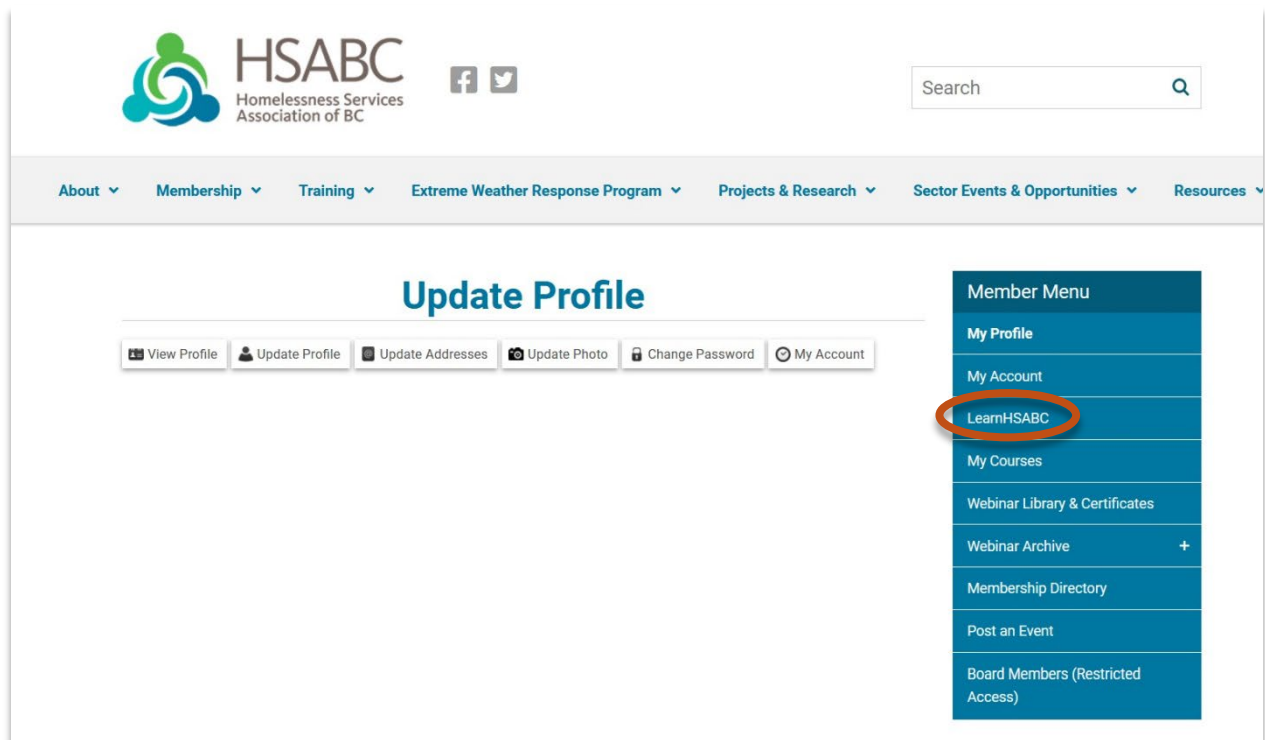 HSABC
Homelessness Services
Association of BC
Search
About
Membership
Training
Extreme Weather Response Program
Projects & Research
Sector Events & Opportunities
Resources
Update Profile
View Profile
Update Profile
Update Addresses
Update Photo
Change Password
My Account
Member Menu
My Profile
My Account
LearnHSABC
My Courses
Webinar Library & Certificates
Webinar Archive +
Membership Directory
Post an Event
Board Members (Restricted
Access)